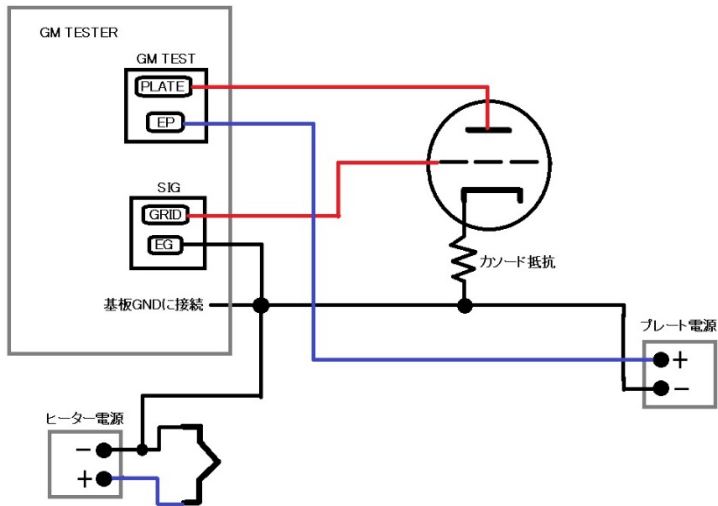 GM TESTER
GM TEST
PLATE
EP
SIG
GRID
EG
カソード抵抗
基板GNDに接続
プレート電源
+
-
ヒーター電源
-
+